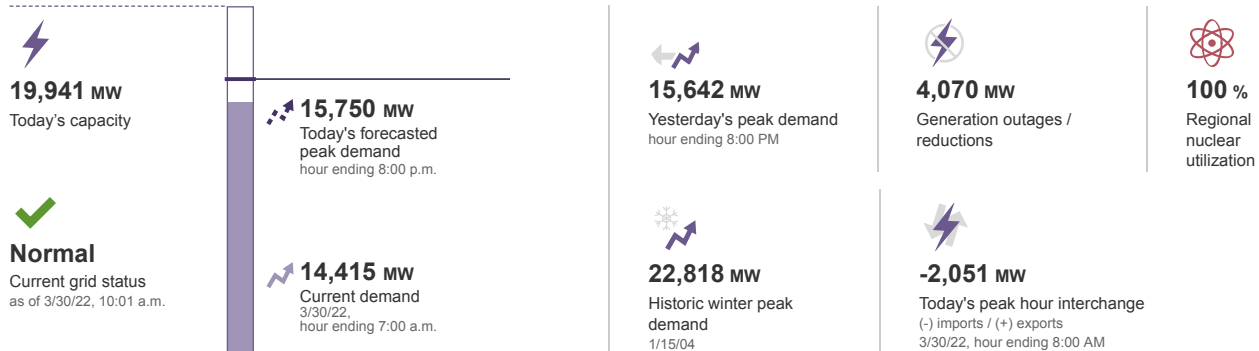 19,941 MW
Today's capacity
Normal
Current grid status
as of 3/30/22, 10:01 a.m.
15,750 MW
Today's forecasted
peak demand
hour ending 8:00 p.m.
14,415 MW
Current demand
3/30/22,
hour ending 7:00 a.m.
15,642 MW
Yesterday's peak demand
hour ending 8:00 PM
4,070 MW
Generation outages /
reductions
100 %
Regional
nuclear
utilization
22,818 MW
Historic winter peak
demand
1/15/04
-2,051 MW
Today's peak hour interchange
(-) imports / (+) exports
3/30/22, hour ending 8:00 AM